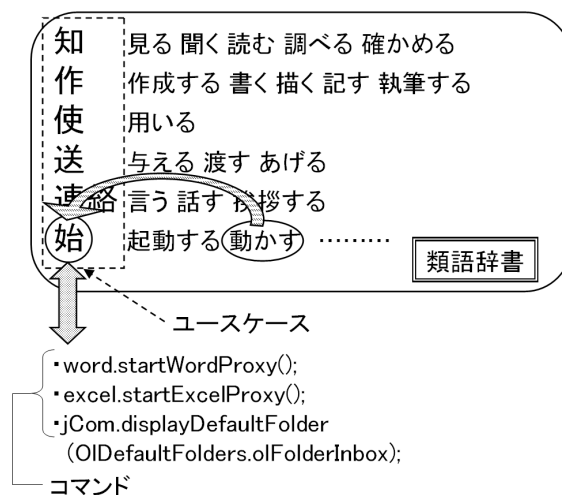 知 見る 聞く 読む 調べる 確かめる
作 作成する 書く 描く 記す 執筆する
使 用いる
送 与える 渡す あげる
連絡 言う 話す 挨拶する
始 起動する 動かす ………
類語辞書
ユースケース
・word.startWordProxy();
・excel.startExcelProxy();
・jCom.displayDefaultFolder
(OlDefaultFolders.olFolderInbox);
コマンド